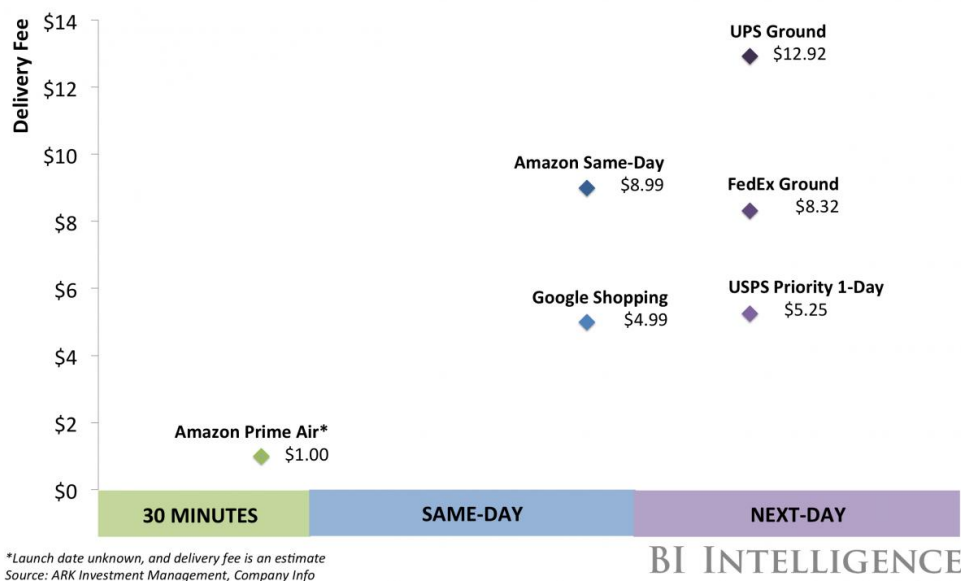 Delivery Fee
$14
$12
$10
$8
$6
$4
$2
$0
UPS Ground
$12.92
Amazon Same-Day
$8.99
FedEx Ground
$8.32
Google Shopping
$4.99
USPS Priority 1-Day
$5.25
Amazon Prime Air*
$1.00
30 MINUTES
SAME-DAY
NEXT-DAY
*Launch date unknown, and delivery fee is an estimate
Source: ARK Investment Management, Company Info
BI INTELLIGENCE